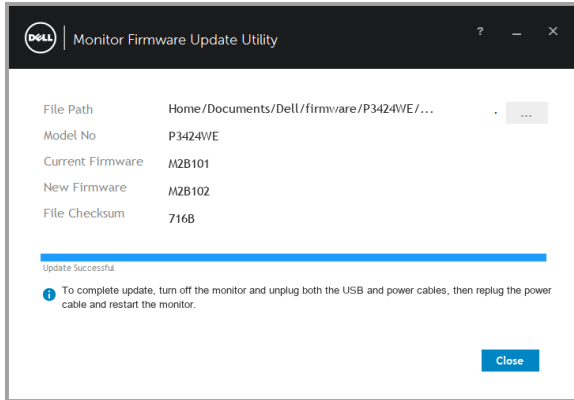 DELL Monitor Firmware Update Utility ? _ ×
File Path Home/Documents/Dell/firmware/P3424WE/... . ...
Model No P3424WE
Current Firmware M2B101
New Firmware M2B102
File Checksum 716B
Update Successful
i To complete update, turn off the monitor and unplug both the USB and power cables, then replug the power
cable and restart the monitor.
Close